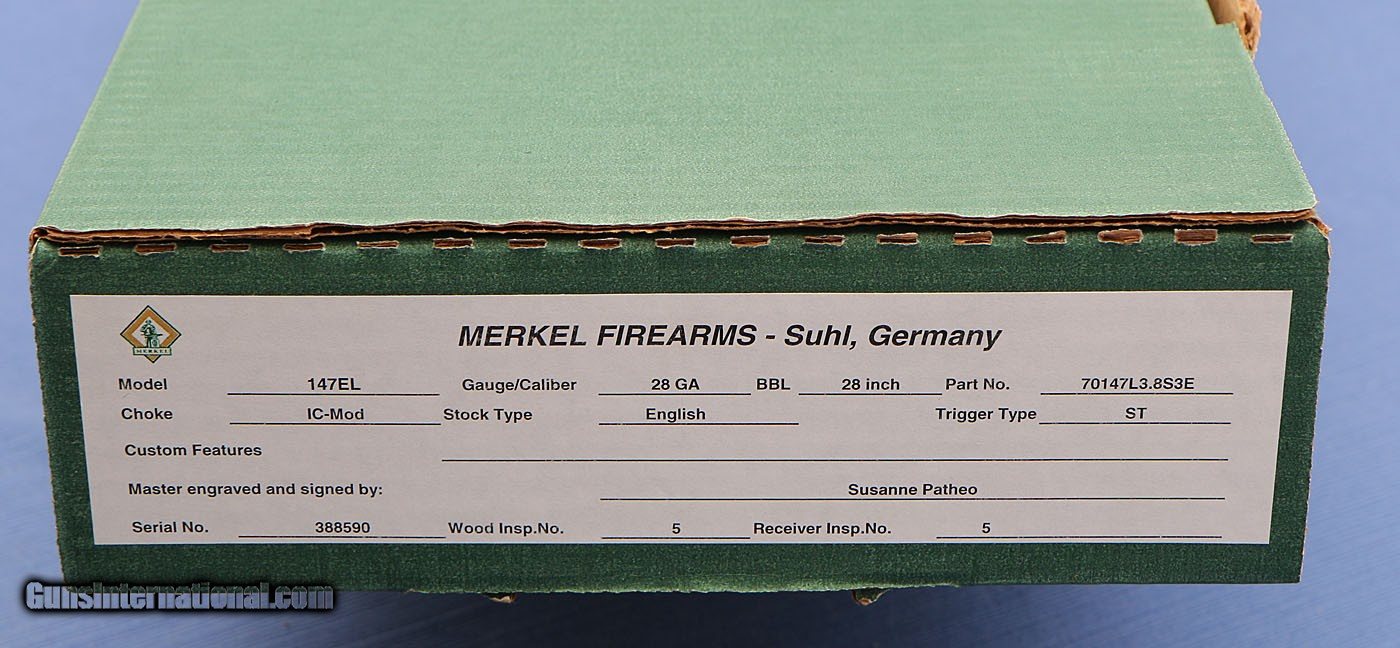 MERKEL FIREARMS - Suhl, Germany
MERKEL
Model 147EL Gauge/Caliber 28 GA BBL 28 inch Part No. 70147L3.8S3E
Choke IC-Mod Stock Type English Trigger Type ST
Custom Features
Master engraved and signed by: Susanne Patheo
Serial No. 388590 Wood Insp.No. 5 Receiver Insp.No. 5
GunsInternational.com